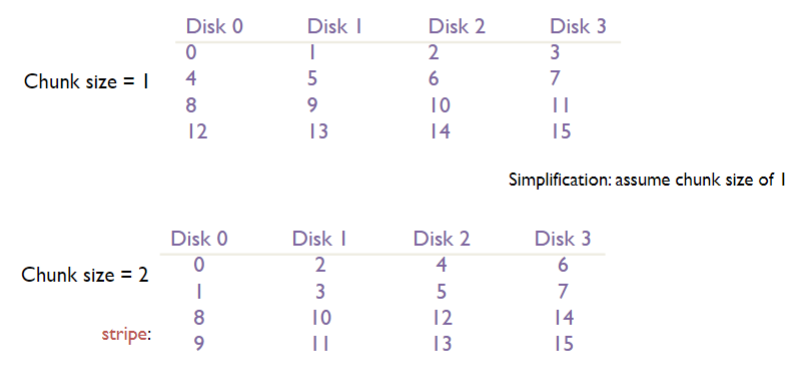 Disk 0 Disk 1 Disk 2 Disk 3
0 1 2 3
Chunk size = 1 4 5 6 7
8 9 10 11
12 13 14 15
Simplification: assume chunk size of 1
Disk 0 Disk 1 Disk 2 Disk 3
0 2 4 6
Chunk size = 2
1 3 5 7
8 10 12 14
stripe:
9 11 13 15